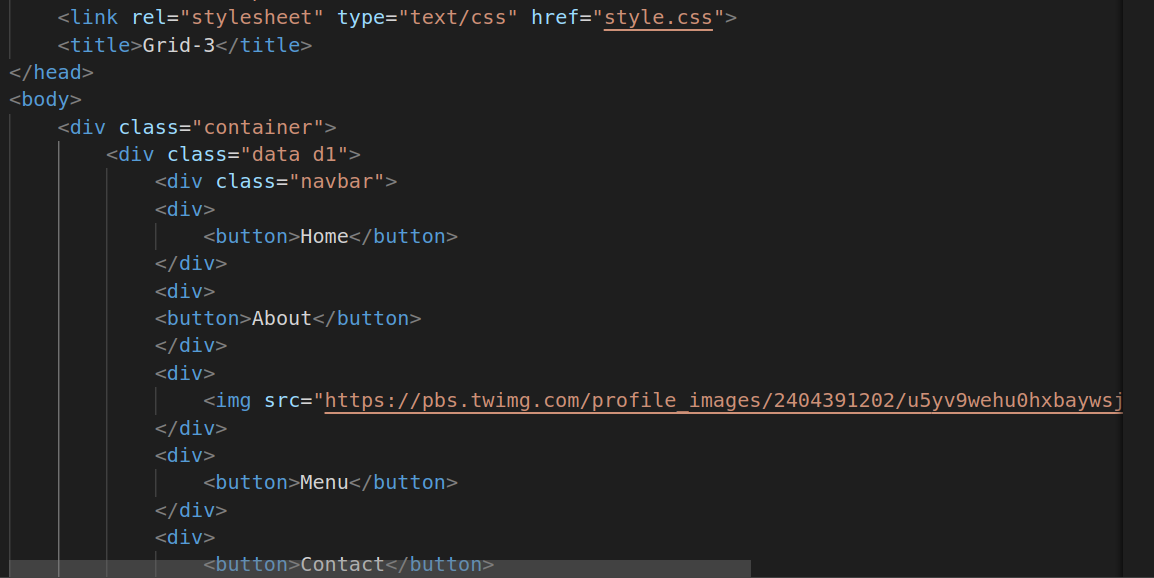 <link rel="stylesheet" type="text/css" href="style.css">
<title>Grid-3</title>
</head>
<body>
<div class="container">
<div class="data d1">
<div class="navbar">
<div>
<button>Home</button>
</div>
<div>
<button>About</button>
</div>
<div>
<img src="https://pbs.twimg.com/profile_images/2404391202/u5yv9wehu0hxbaywsj
</div>
<div>
<button>Menu</button>
</div>
<div>
<button>Contact</button>